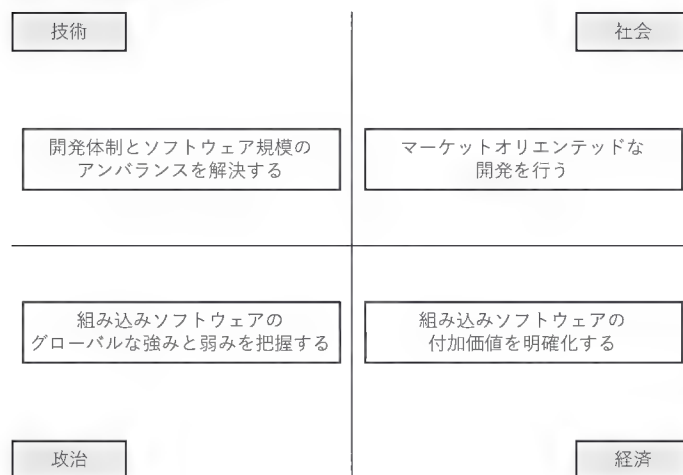 技術
社会
開発体制とソフトウェア規模の
アンバランスを解決する
マーケットオリエンテッドな
開発を行う
組み込みソフトウェアの
グローバルな強みと弱みを把握する
組み込みソフトウェアの
付加価値を明確化する
政治
経済